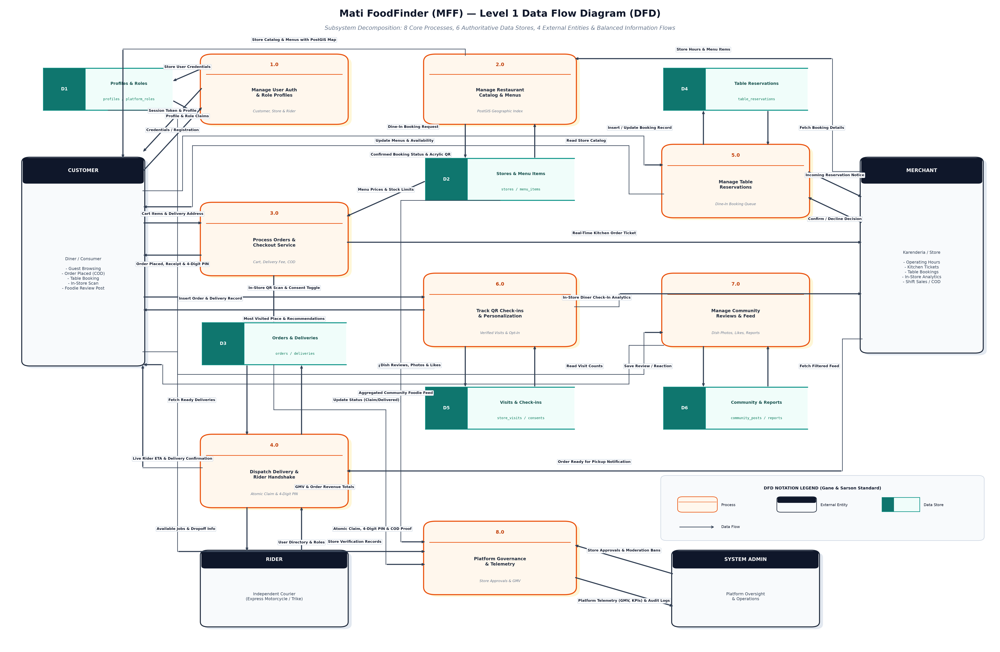 Mati FoodFinder (MFF) — Level 1 Data Flow Diagram (DFD)
Subsystem Decomposition: 8 Core Processes, 6 Authoritative Data Stores, 4 External Entities & Balanced Information Flows
Store Catalog & Menus with PostGIS Map
Store Hours & Menu Items
Store User Credentials
D1
Profiles & Roles
profiles / platform_roles
1.0
Manage User Auth
& Role Profiles
Customer, Store & Rider
2.0
Manage Restaurant
Catalog & Menus
PostGIS Geographic Index
D4
Table Reservations
table_reservations
Session Token & Profile
Profile & Role Claims
Credentials / Registration
Dine-In Booking Request
Update Menus & Availability
Read Store Catalog
Insert / Update Booking Record
Fetch Booking Details
Confirmed Booking Status & Acrylic QR
CUSTOMER
Diner / Consumer
- Guest Browsing
- Order Placed (COD)
- Table Booking
- In-Store Scan
- Foodie Review Post
D2
Stores & Menu Items
stores / menu_items
5.0
Manage Table
Reservations
Dine-In Booking Queue
Incoming Reservation Notice
Confirm / Decline Decision
MERCHANT
Karenderia / Store
- Operating Hours
- Kitchen Tickets
- Table Bookings
- In-Store Analytics
- Shift Sales / COD
Menu Prices & Stock Limits
Cart Items & Delivery Address
3.0
Process Orders &
Checkout Service
Cart, Delivery Fee, COD
Real-Time Kitchen Order Ticket
Order Placed, Receipt & 4-Digit PIN
In-Store QR Scan & Consent Toggle
Insert Order & Delivery Record
Most Visited Place & Recommendations
6.0
Track QR Check-ins
& Personalization
Verified Visits & Opt-In
In-Store Diner Check-In Analytics
7.0
Manage Community
Reviews & Feed
Dish Photos, Likes, Reports
D3
Orders & Deliveries
orders / deliveries
Dish Reviews, Photos & Likes
Read Visit Counts
Save Review / Reaction
Fetch Filtered Feed
Aggregated Community Foodie Feed
Fetch Ready Deliveries
Update Status (Claim/Delivered)
D5
Visits & Check-ins
store_visits / consents
D6
Community & Reports
community_posts / reports
4.0
Dispatch Delivery &
Rider Handshake
Atomic Claim & 4-Digit PIN
Live Rider ETA & Delivery Confirmation
Order Ready for Pickup Notification
GMV & Order Revenue Totals
DFD NOTATION LEGEND (Gane & Sarson Standard)
Process
External Entity
Data Store
Data Flow
Available Jobs & Dropoff Info
Atomic Claim, 4-Digit PIN & COD Proof
User Directory & Roles
Store Verification Records
8.0
Platform Governance
& Telemetry
Store Approvals & GMV
Store Approvals & Moderation Bans
Platform Telemetry (GMV, KPIs) & Audit Logs
RIDER
Independent Courier
(Express Motorcycle / Trike)
SYSTEM ADMIN
Platform Oversight
& Operations